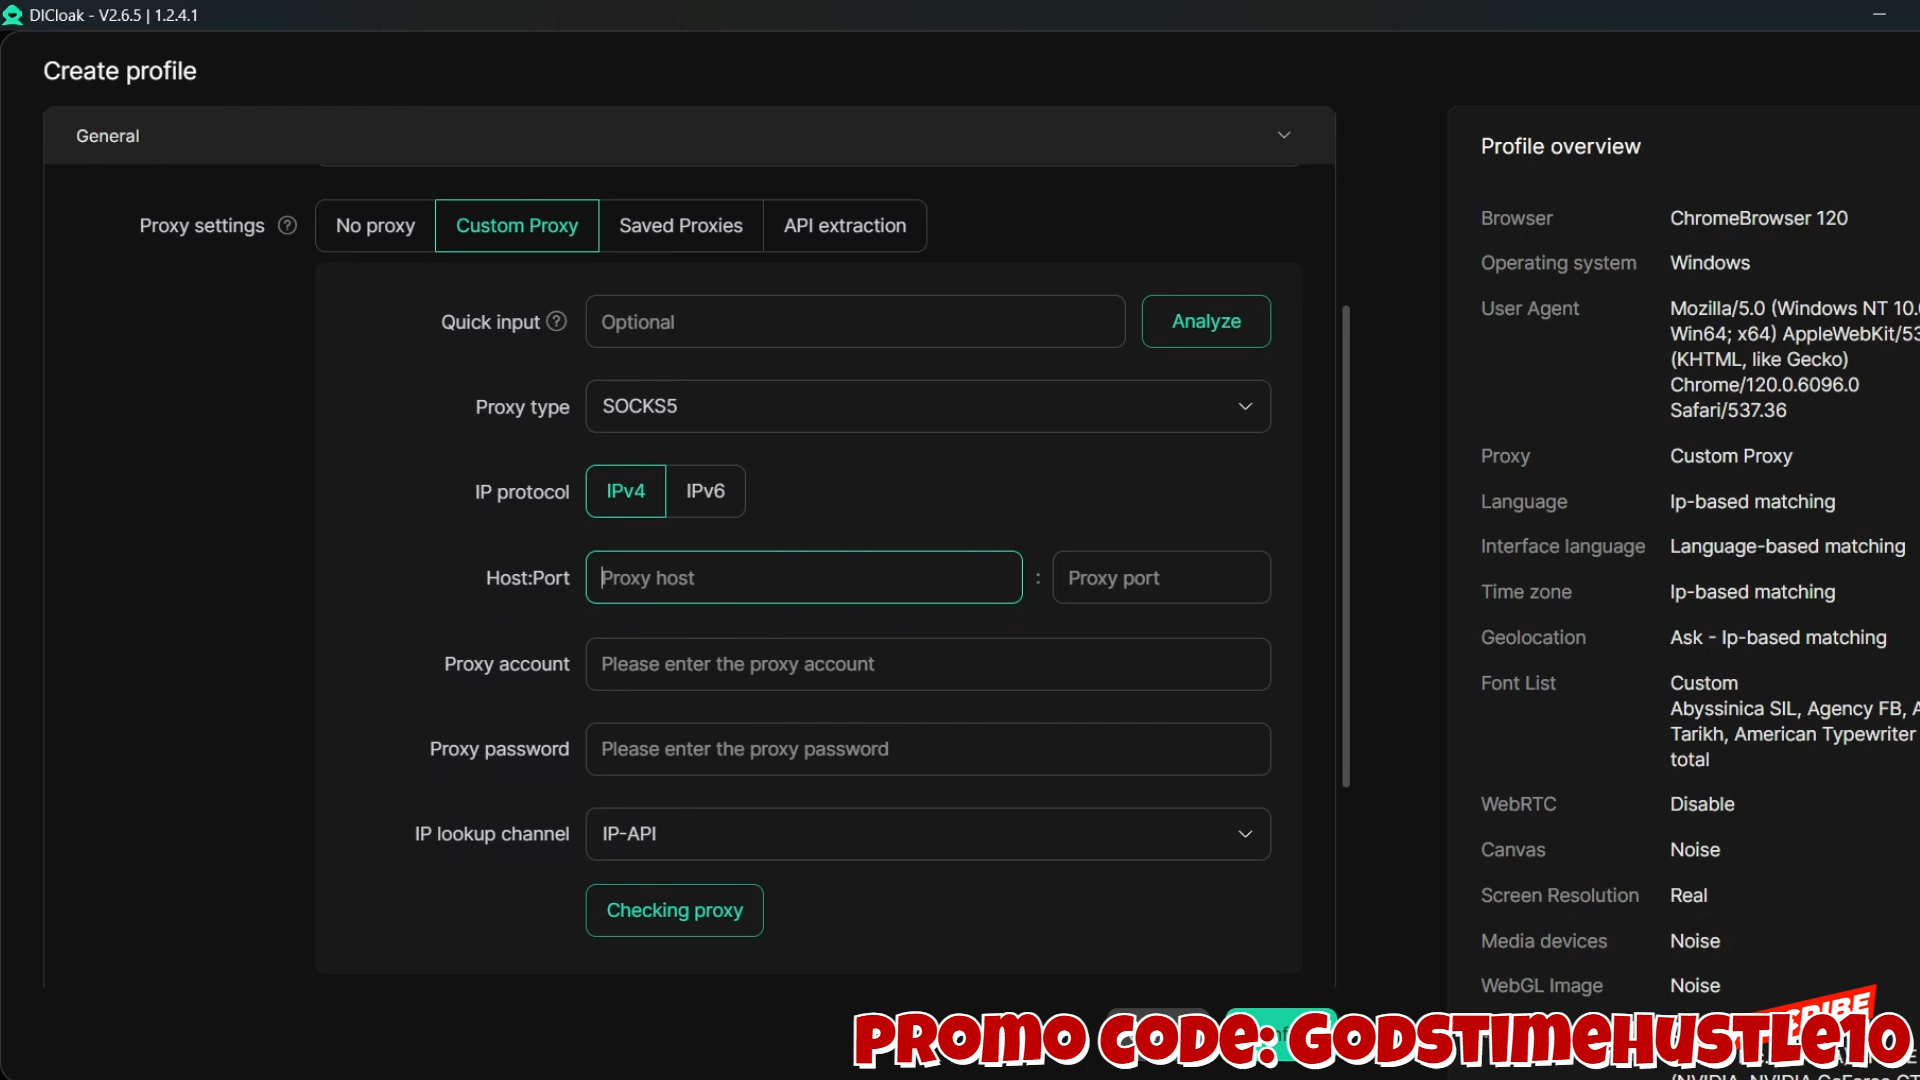 DICloak - V2.6.5 | 1.2.4.1
Create profile
General
Proxy settings
No proxy
Custom Proxy
Saved Proxies
API extraction
Quick input
Optional
Analyze
Proxy type
SOCKS5
IP protocol
IPv4
IPv6
Host:Port
Proxy host
:
Proxy port
Proxy account
Please enter the proxy account
Proxy password
Please enter the proxy password
IP lookup channel
IP-API
Checking proxy
Profile overview
Browser
ChromeBrowser 120
Operating system
Windows
User Agent
Mozilla/5.0 (Windows NT 10.
Win64; x64) AppleWebKit/53
(KHTML, like Gecko)
Chrome/120.0.6096.0
Safari/537.36
Proxy
Custom Proxy
Language
Ip-based matching
Interface language
Language-based matching
Time zone
Ip-based matching
Geolocation
Ask - Ip-based matching
Font List
Custom
Abyssinica SIL, Agency FB, A
Tarikh, American Typewriter
total
WebRTC
Disable
Canvas
Noise
Screen Resolution
Real
Media devices
Noise
WebGL Image
Noise
PROMO CODE: GODSTIMEHUSTLE10